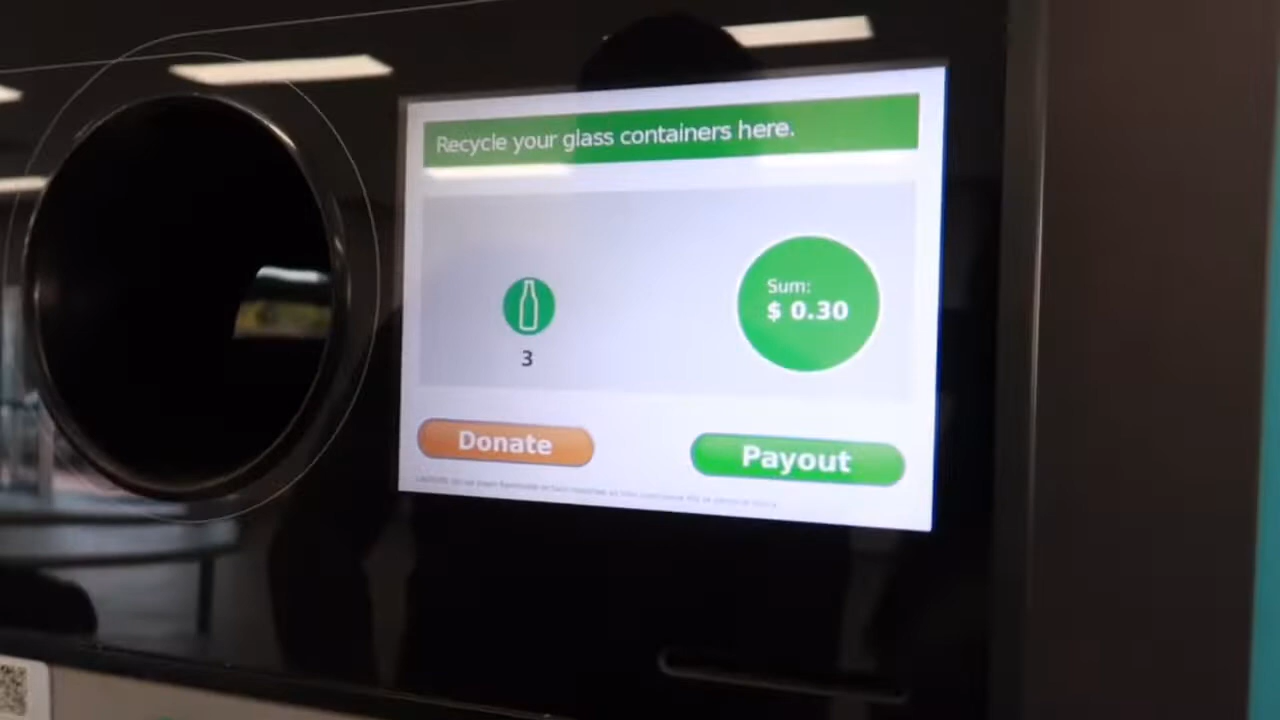 Recycle your glass containers here.
Sum:
$ 0.30
3
Donate
Payout